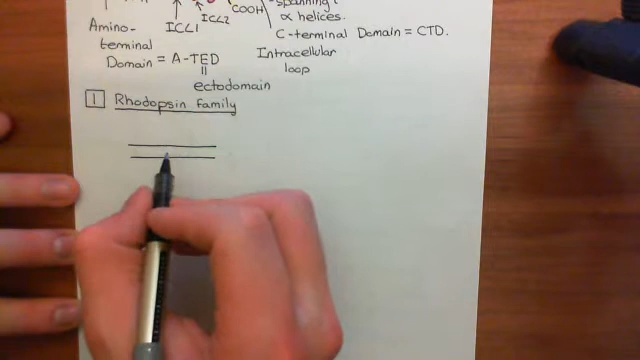 ICL1
ICL2
COOH
-spanning
α helices.
Amino-
terminal
Domain = A-TED
=
ectodomain
C-terminal Domain = CTD.
Intracellular
loop
1 Rhodopsin Family